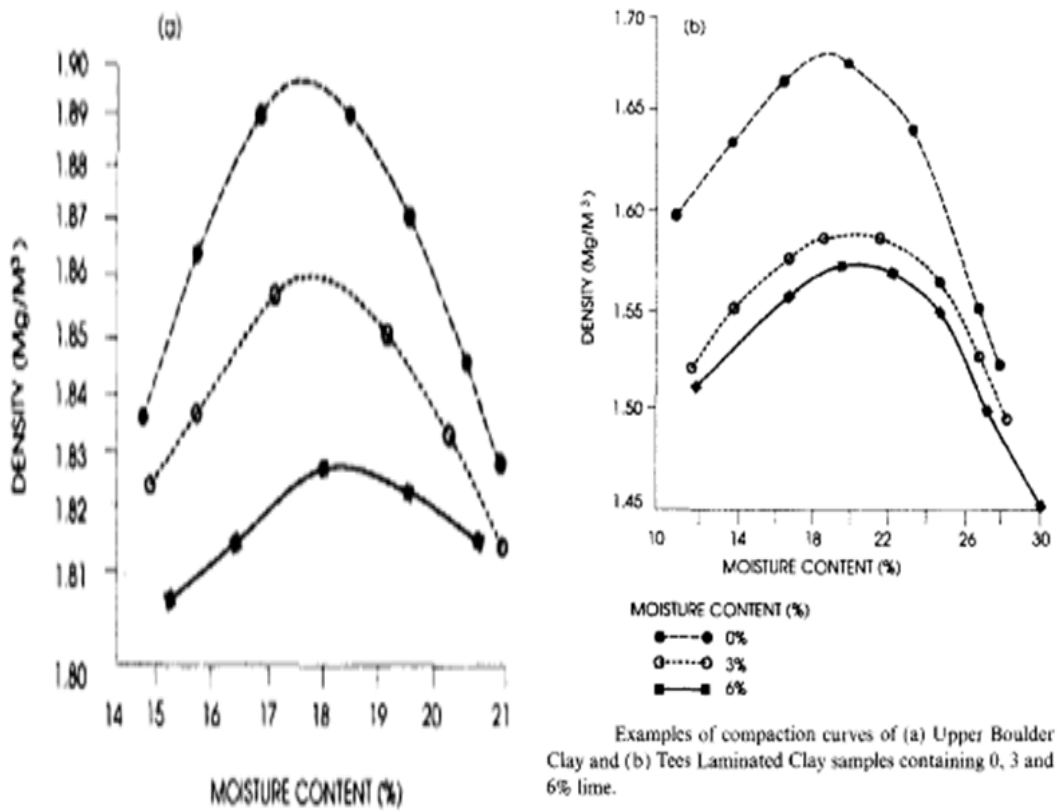 (a)
1.90
1.89
1.88
1.87
1.86
1.85
1.84
1.83
1.82
1.81
1.80
DENSITY (Mg/M³)
14 15 16 17 18 19 20 21
MOISTURE CONTENT (%)
(b)
1.70
1.65
1.60
1.55
1.50
1.45
DENSITY (Mg/M³)
10 14 18 22 26 30
MOISTURE CONTENT (%)
MOISTURE CONTENT (%)
0%
3%
6%
Examples of compaction curves of (a) Upper Boulder
Clay and (b) Tees Laminated Clay samples containing 0, 3 and
6% lime.